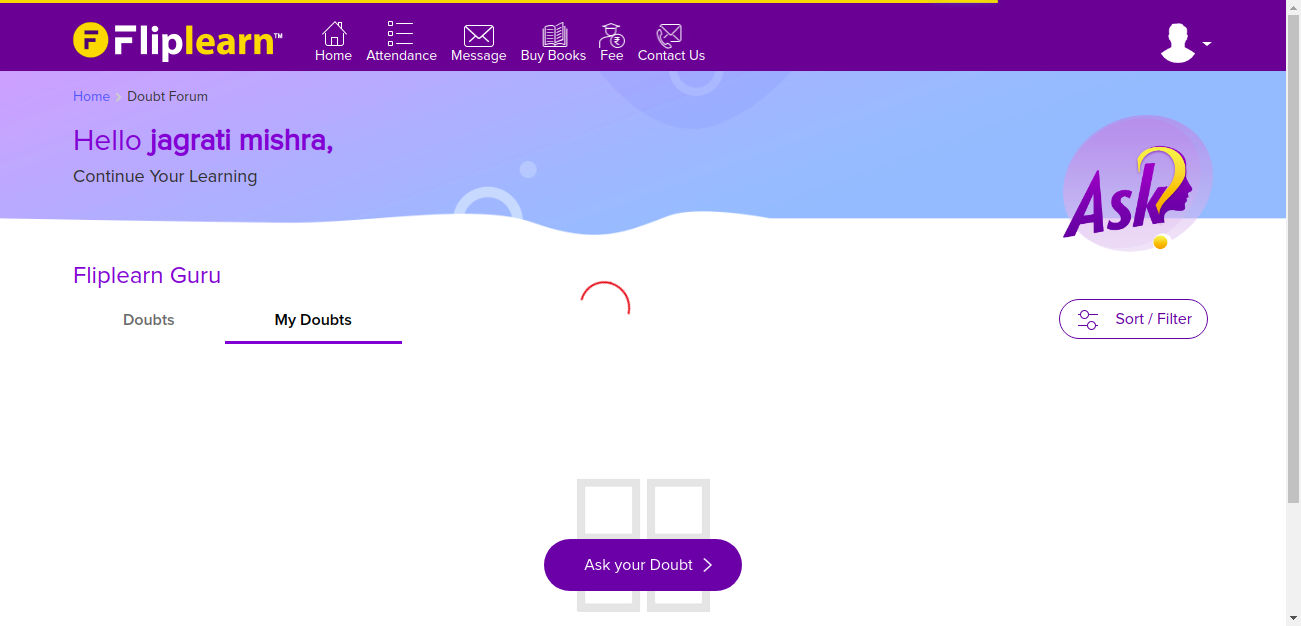 F Fliplearn™
Home Attendance Message Buy Books Fee Contact Us
Home > Doubt Forum
Hello jagrati mishra,
Continue Your Learning
Ask?
Fliplearn Guru
Doubts My Doubts Sort / Filter
Ask your Doubt